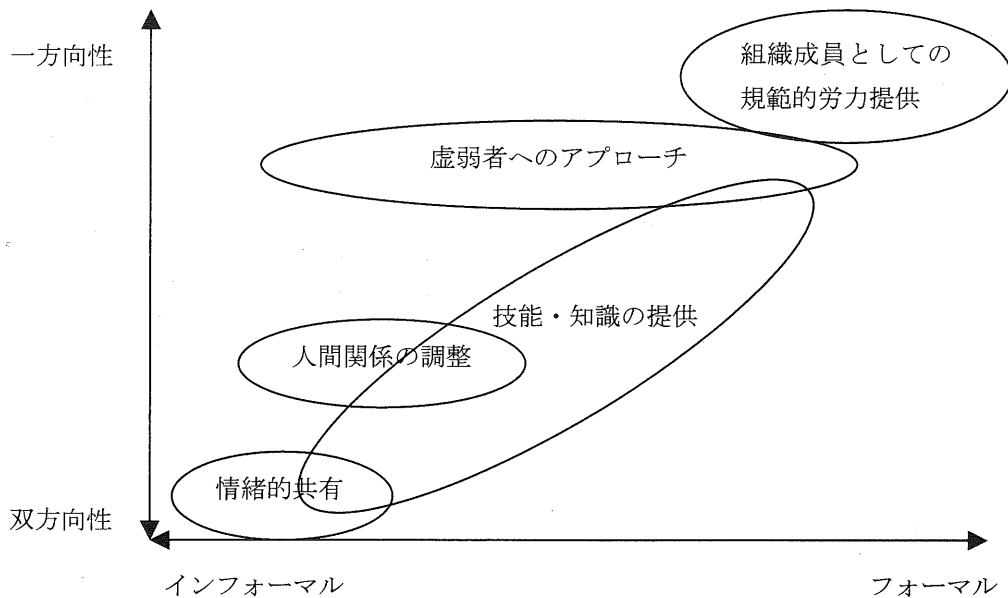 一方向性
組織成員としての
規範的労力提供
虚弱者へのアプローチ
技能・知識の提供
人間関係の調整
情緒的共有
双方向性
インフォーマル
フォーマル